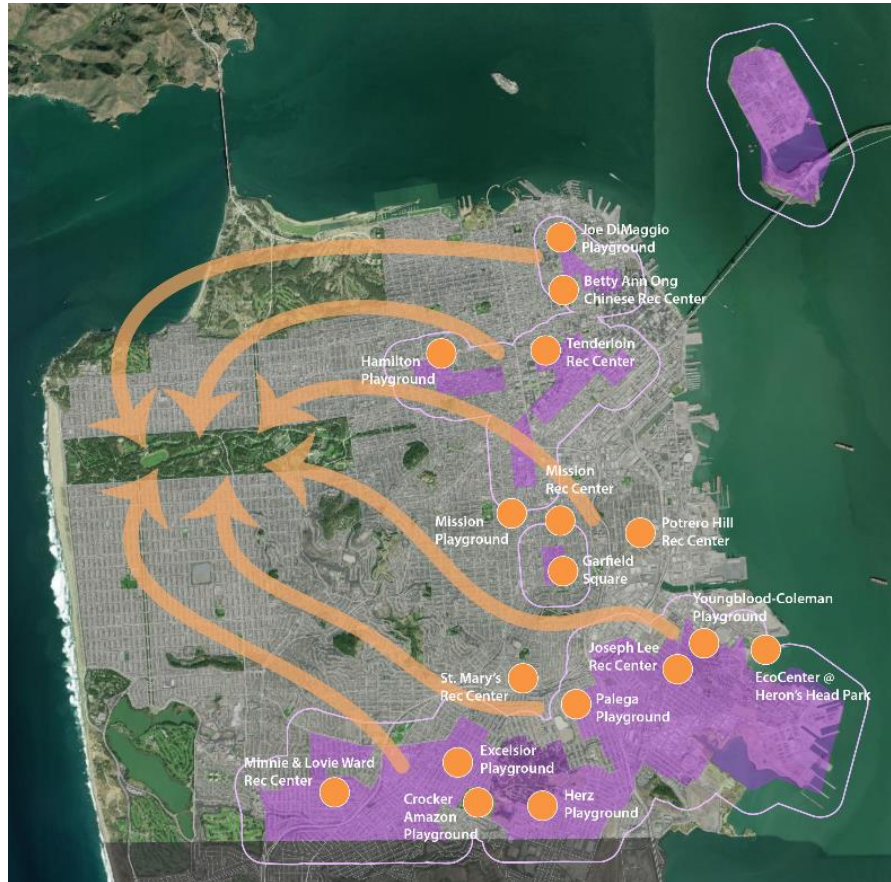 Joe DiMaggio
Playground
Betty Ann Ong
Chinese Rec Center
Tenderloin
Rec Center
Hamilton
Playground
Mission
Rec Center
Mission
Playground
Potrero Hill
Rec Center
Garfield
Square
Youngblood-Coleman
Playground
Joseph Lee
Rec Center
EcoCenter @
Heron's Head Park
St. Mary's
Rec Center
Palega
Playground
Excelsior
Playground
Minnie & Lovie Ward
Rec Center
Crocker
Amazon
Playground
Herz
Playground